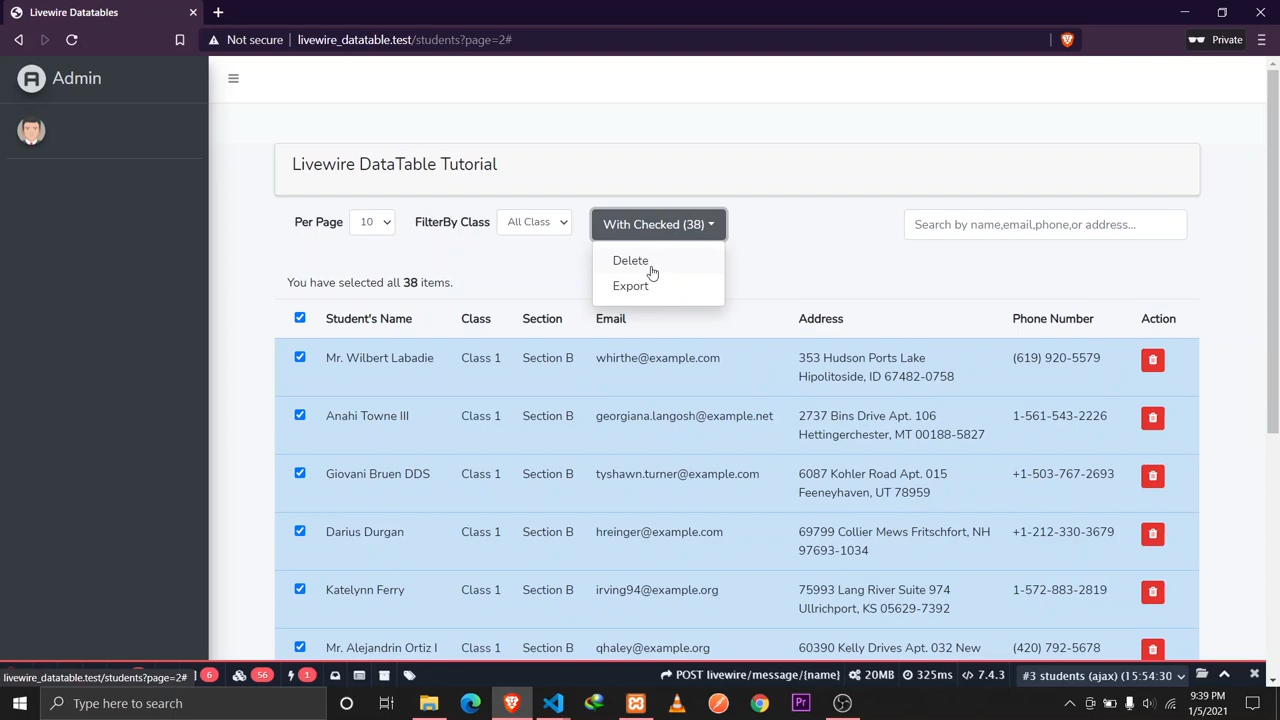 Livewire Datatables
Not secure livewire_datatable.test/students?page=2#
Private
Admin
Livewire DataTable Tutorial
Per Page 10 FilterBy Class All Class With Checked (38) Search by name,email,phone,or address...
Delete
Export
You have selected all 38 items.
Student's Name Class Section Email Address Phone Number Action
Mr. Wilbert Labadie Class 1 Section B whirthe@example.com 353 Hudson Ports Lake (619) 920-5579
Hipolitoside, ID 67482-0758
Anahi Towne III Class 1 Section B georgiana.langosh@example.net 2737 Bins Drive Apt. 106 1-561-543-2226
Hettingerchester, MT 00188-5827
Giovani Bruen DDS Class 1 Section B tyshawn.turner@example.com 6087 Kohler Road Apt. 015 +1-503-767-2693
Feeneyhaven, UT 78959
Darius Durgan Class 1 Section B hreinger@example.com 69799 Collier Mews Fritschfort, NH +1-212-330-3679
97693-1034
Katelynn Ferry Class 1 Section B irving94@example.org 75993 Lang River Suite 974 1-572-883-2819
Ullrichport, KS 05629-7392
Mr. Alejandrin Ortiz I Class 1 Section B qhaley@example.org 60390 Kelly Drives Apt. 032 New (420) 792-5678
livewire_datatable.test/students?page=2# 6 56 1 POST livewire/message/{name} 20MB 325ms 7.4.3 #3 students (ajax) (15:54:30)
Type here to search
9:39 PM
1/5/2021